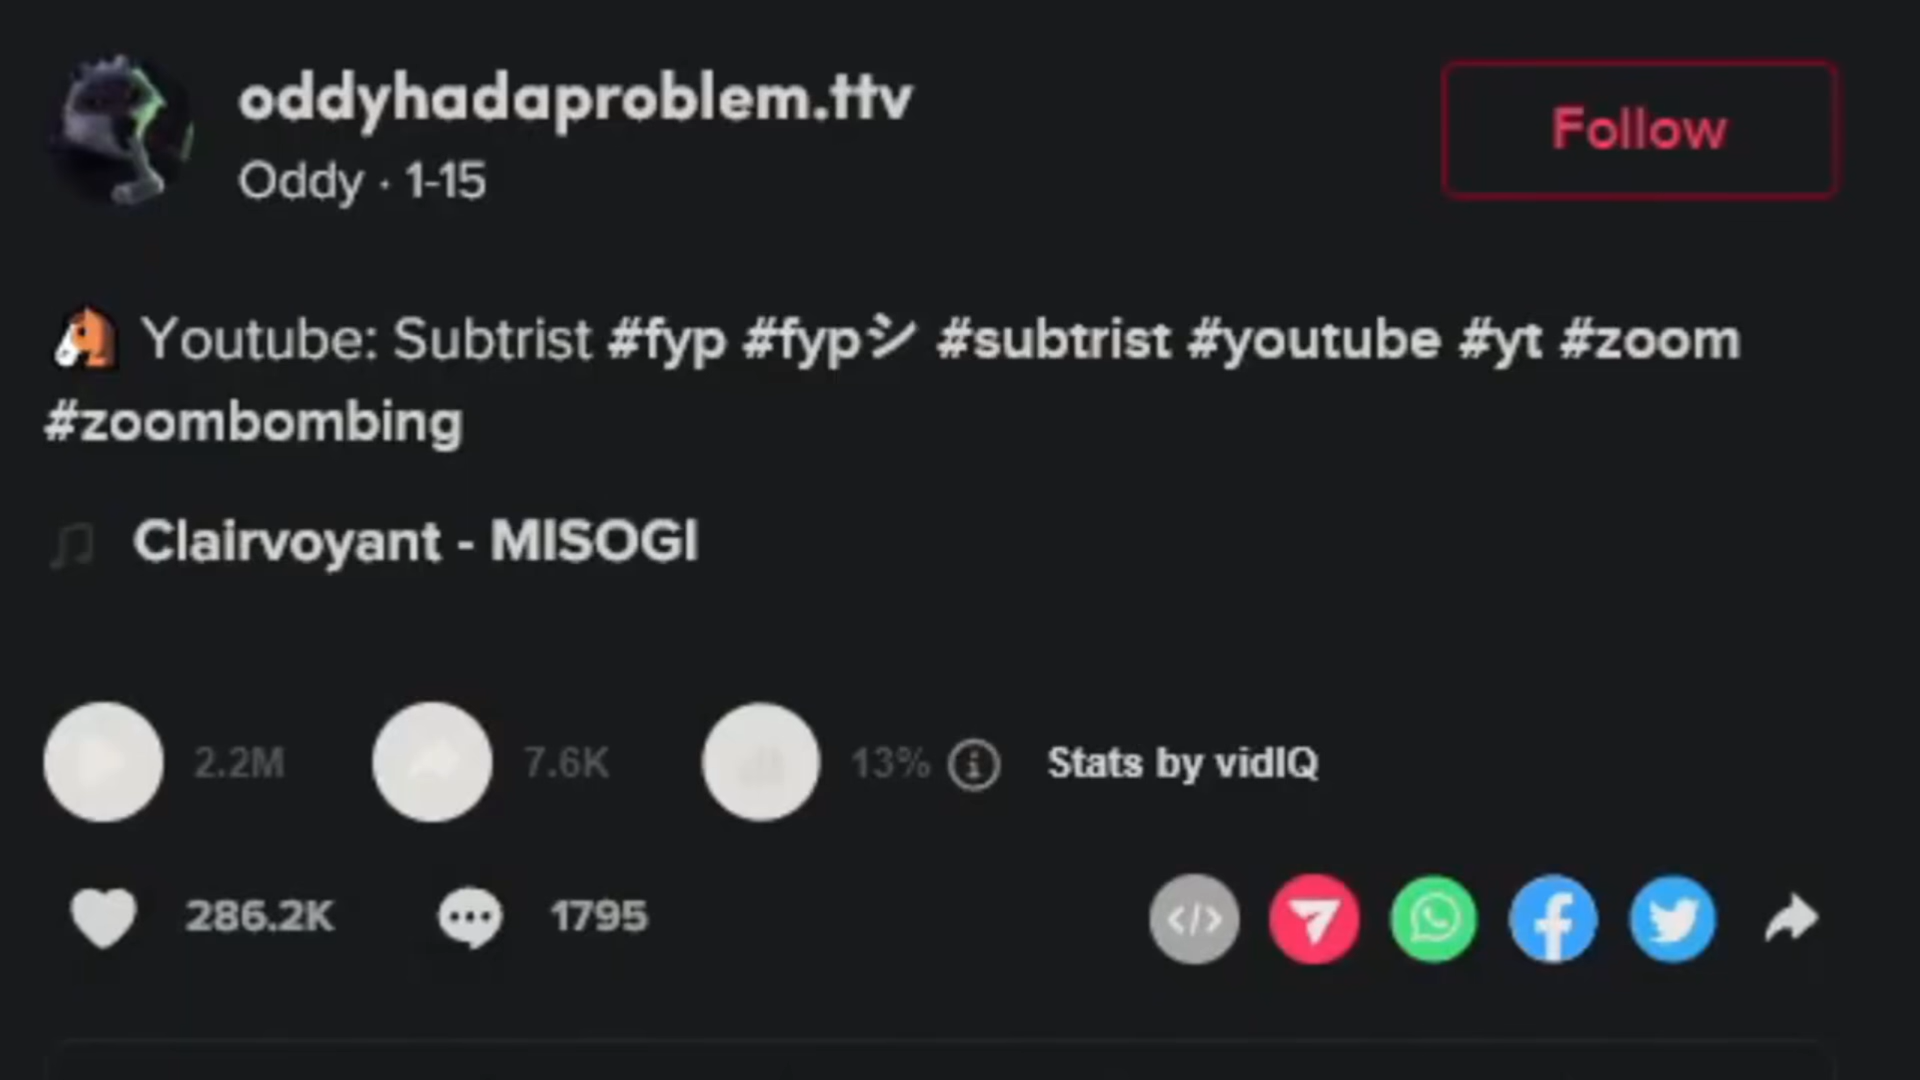 oddyhadaproblem.ttv
Oddy · 1-15
Follow
🐴 Youtube: Subtrist #fyp #fypシ #subtrist #youtube #yt #zoom
#zoombombing
Clairvoyant - MISOGI
2.2M 7.6K 13% Stats by vidIQ
286.2K 1795